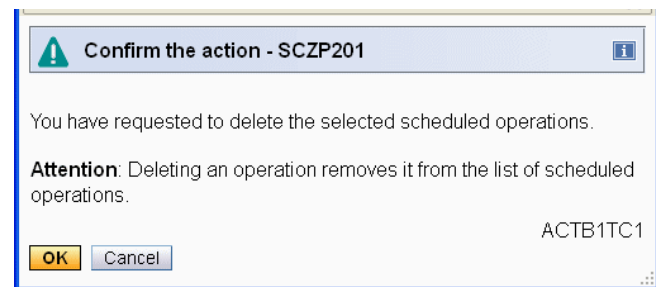 Confirm the action - SCZP201
i
You have requested to delete the selected scheduled operations.
Attention: Deleting an operation removes it from the list of scheduled
operations.
ACTB1TC1
OK Cancel